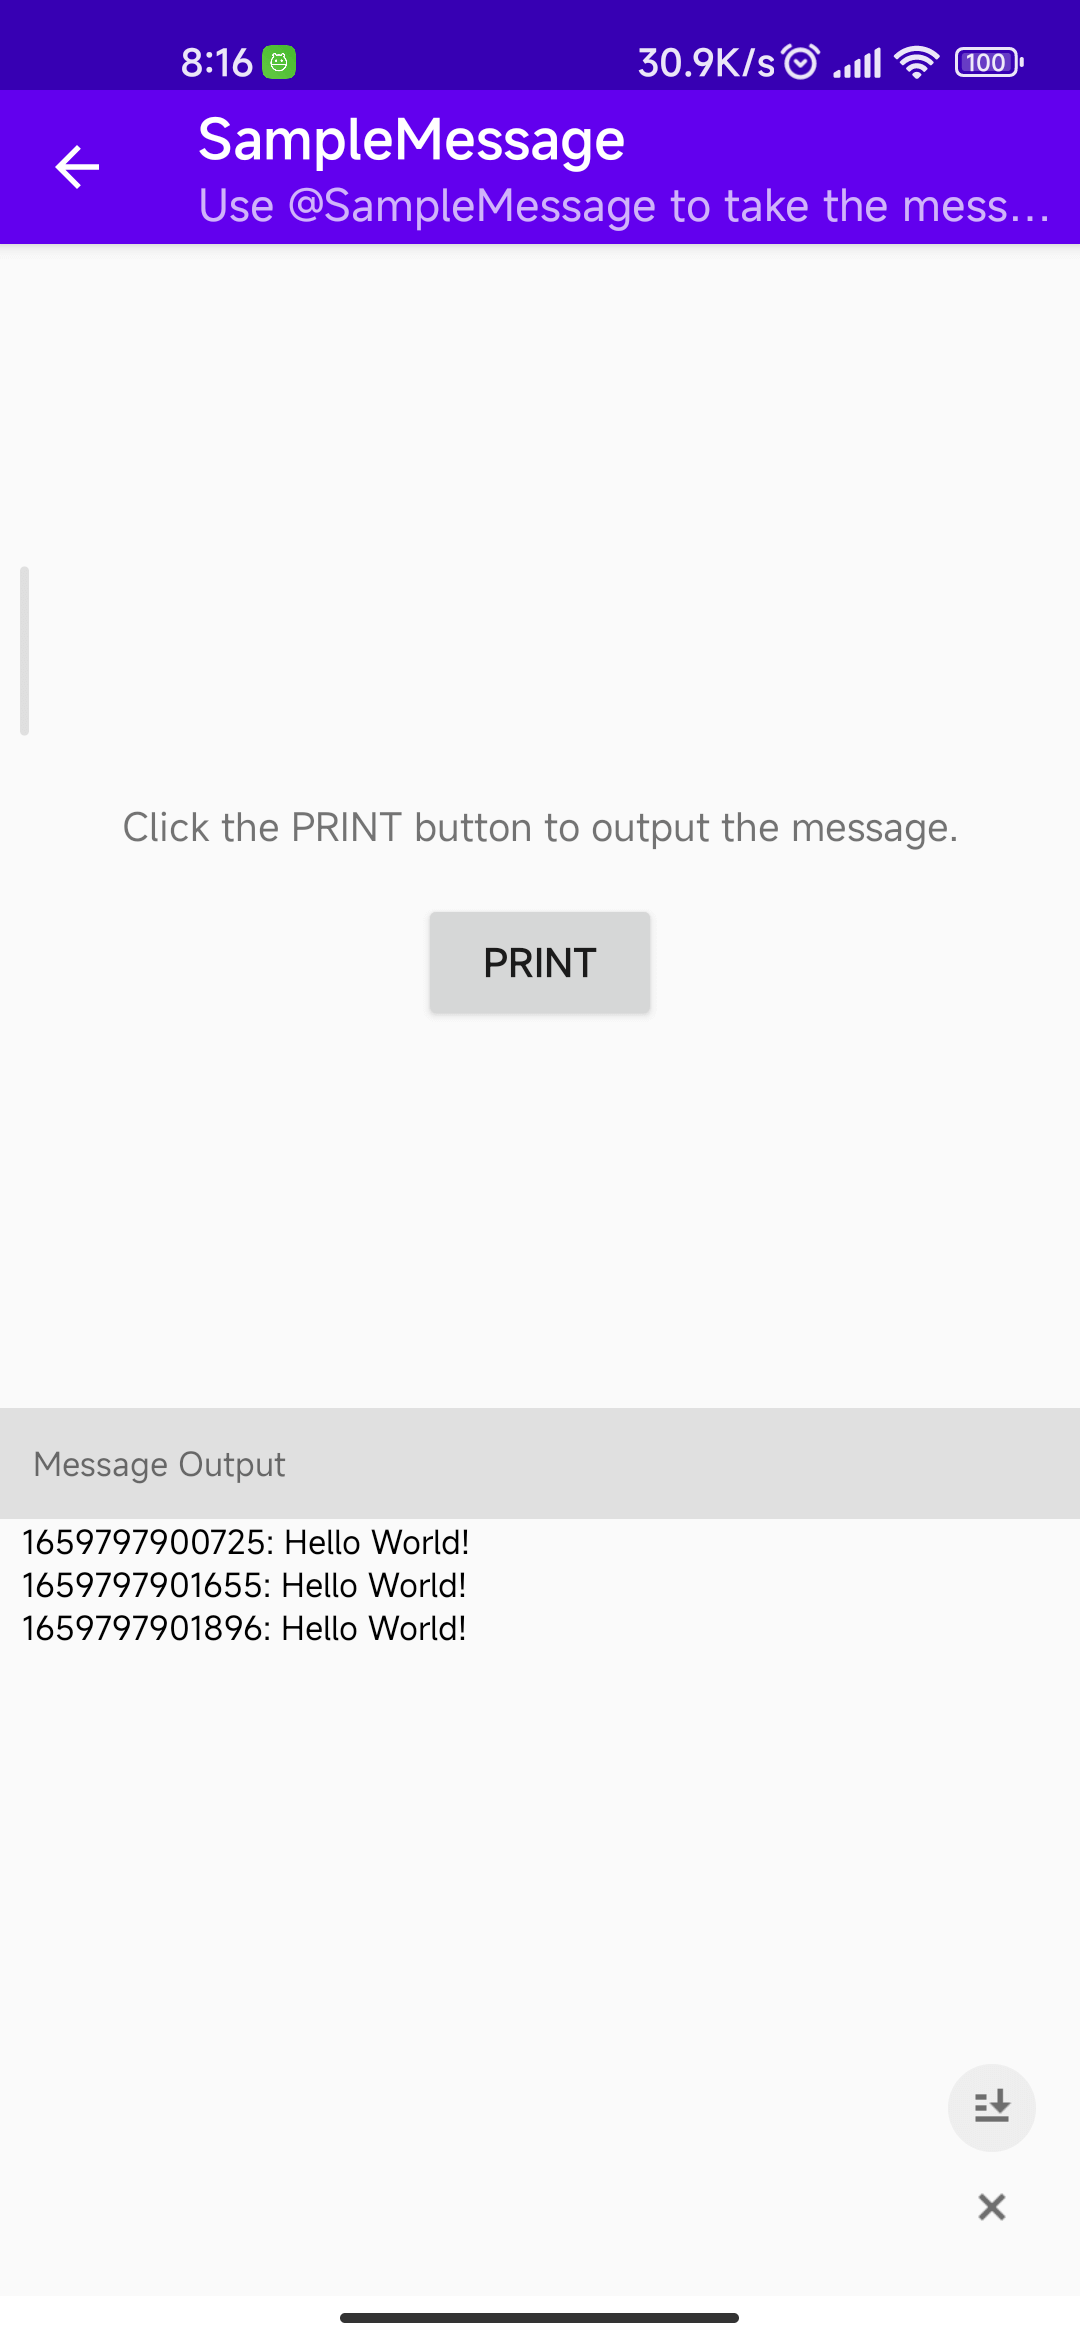 8:16 30.9K/s 100
SampleMessage
Use @SampleMessage to take the mess...
Click the PRINT button to output the message.
PRINT
Message Output
1659797900725: Hello World!
1659797901655: Hello World!
1659797901896: Hello World!